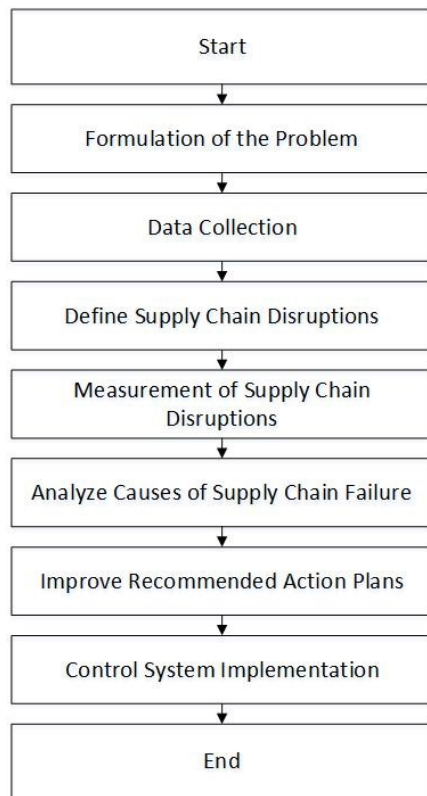 Start
Formulation of the Problem
Data Collection
Define Supply Chain Disruptions
Measurement of Supply Chain
Disruptions
Analyze Causes of Supply Chain Failure
Improve Recommended Action Plans
Control System Implementation
End